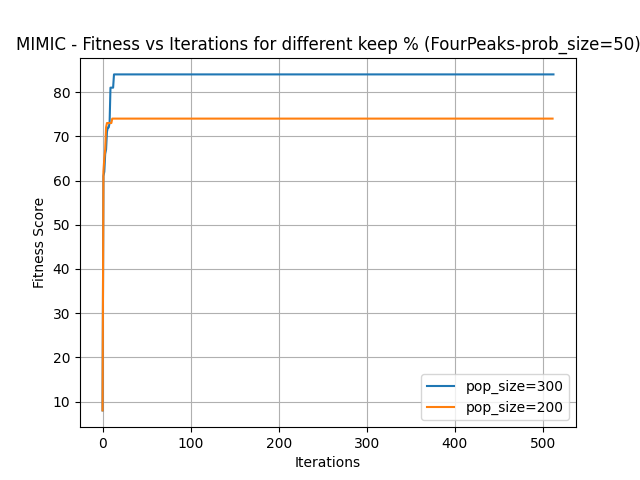 MIMIC - Fitness vs Iterations for different keep % (FourPeaks-prob_size=50)
80
70
60
50
40
30
20
10
Fitness Score
0 100 200 300 400 500
Iterations
pop_size=300
pop_size=200